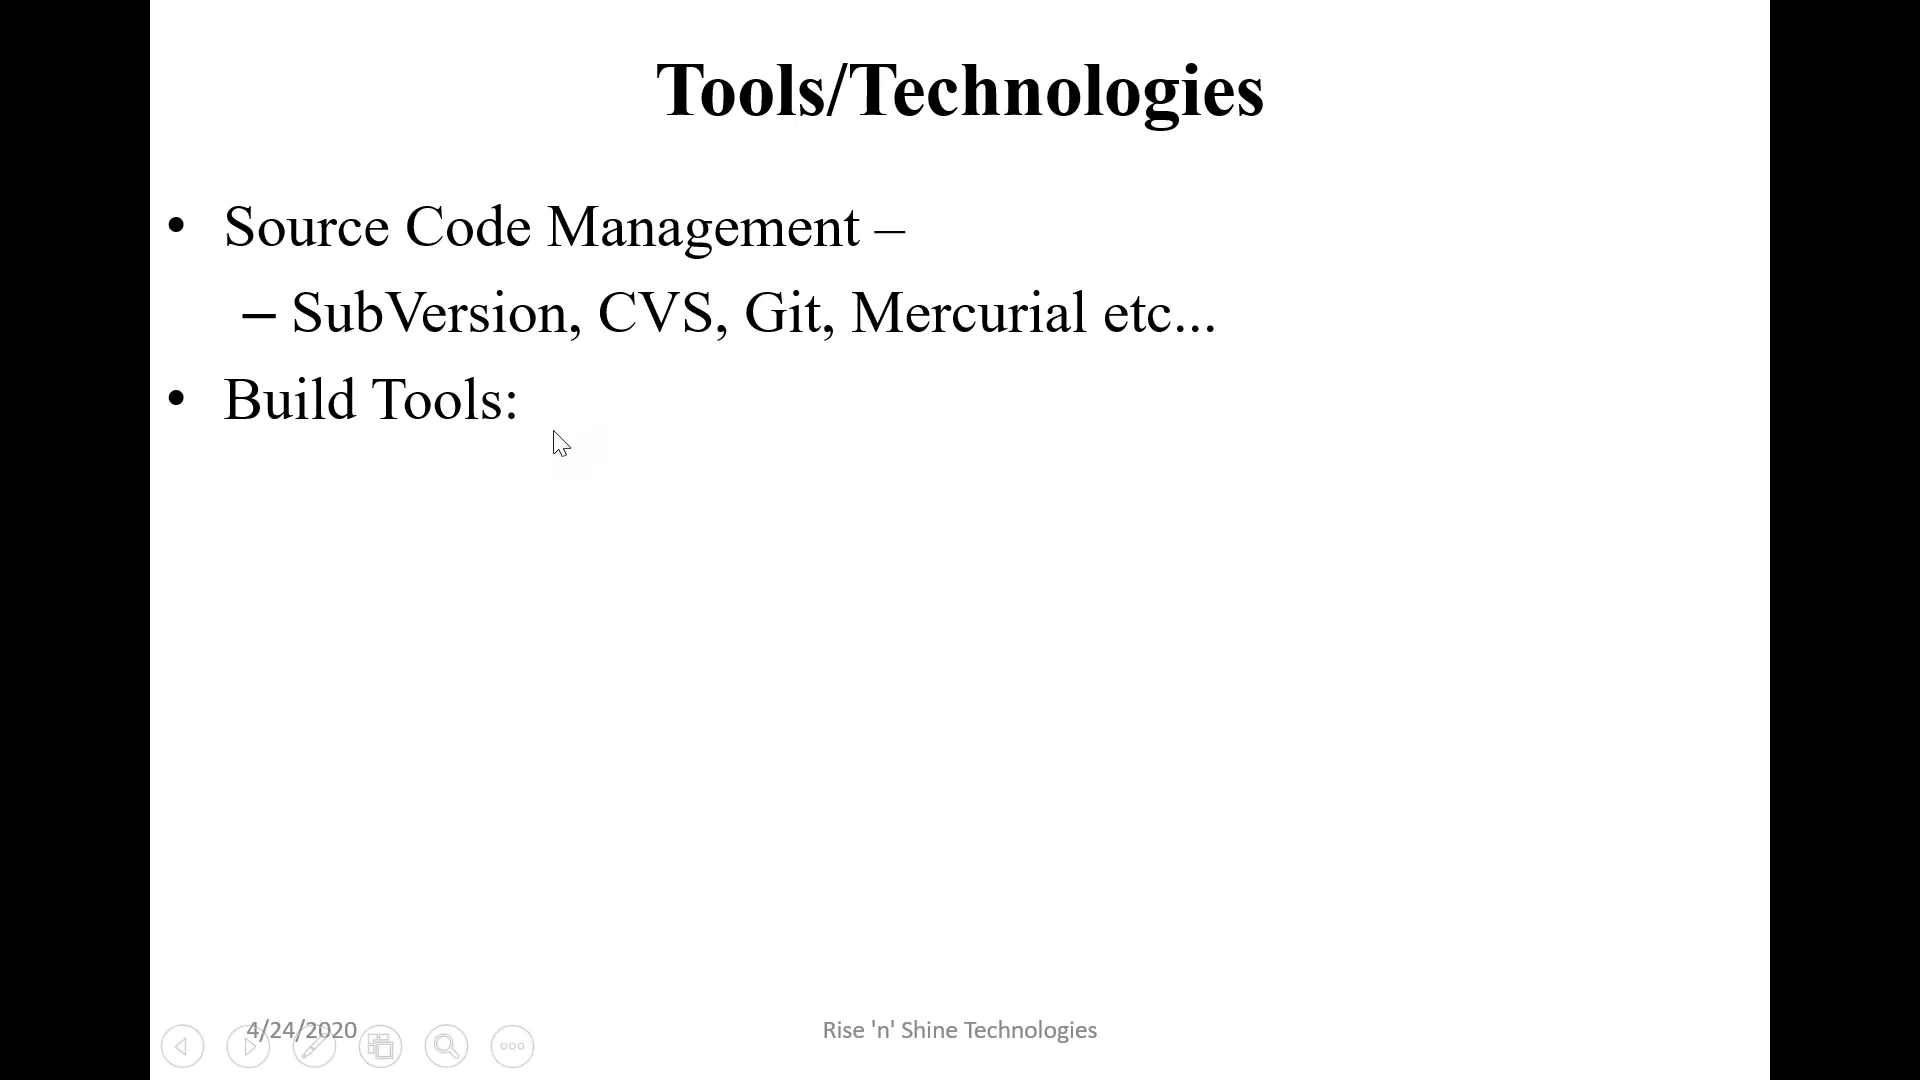 Tools/Technologies
• Source Code Management –
– SubVersion, CVS, Git, Mercurial etc...
• Build Tools:
4/24/2020
Rise 'n' Shine Technologies